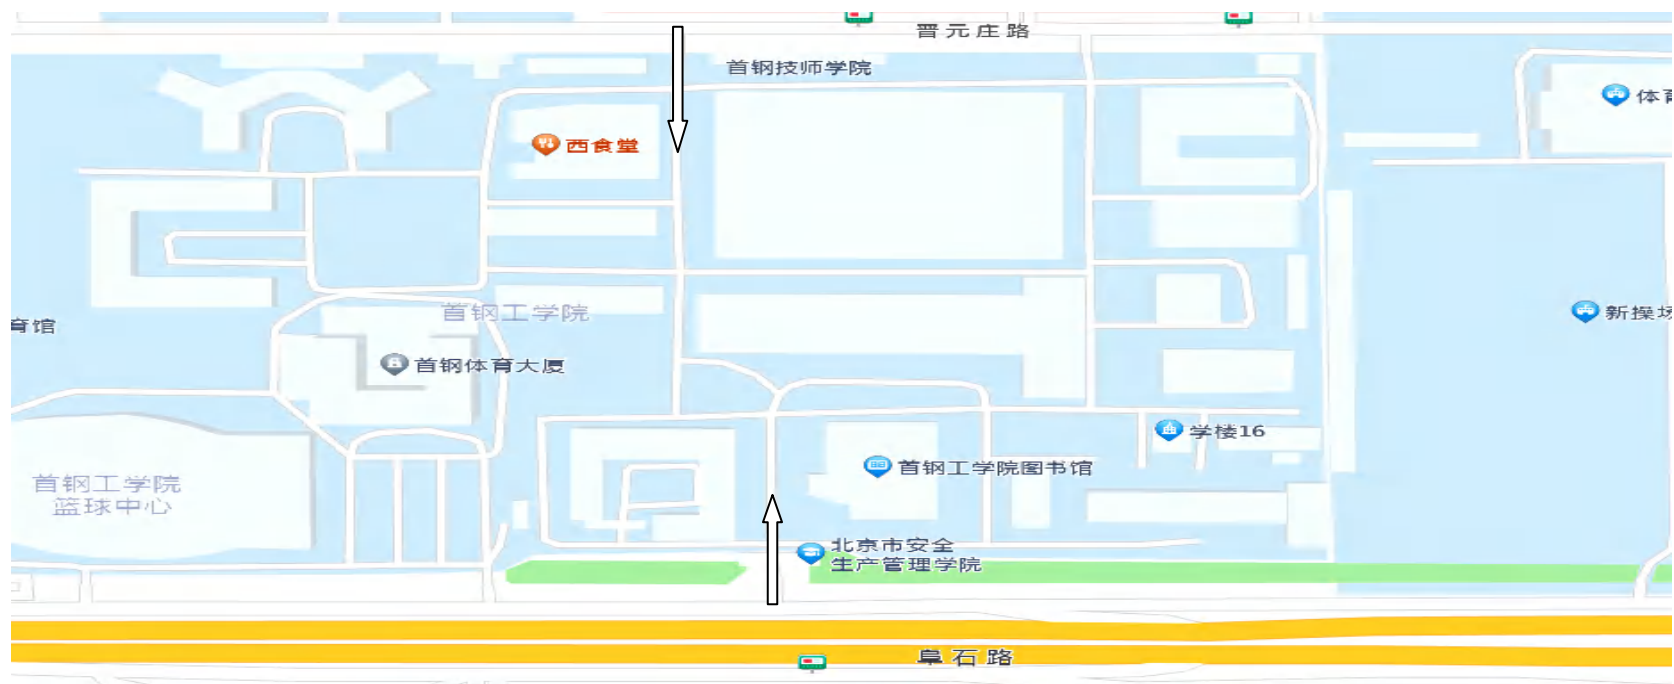 晋元庄路
首钢技师学院
体育
西食堂
首钢工学院
新操场
育馆
首钢体育大厦
学楼16
首钢工学院图书馆
首钢工学院
篮球中心
北京市安全
生产管理学院
阜石路